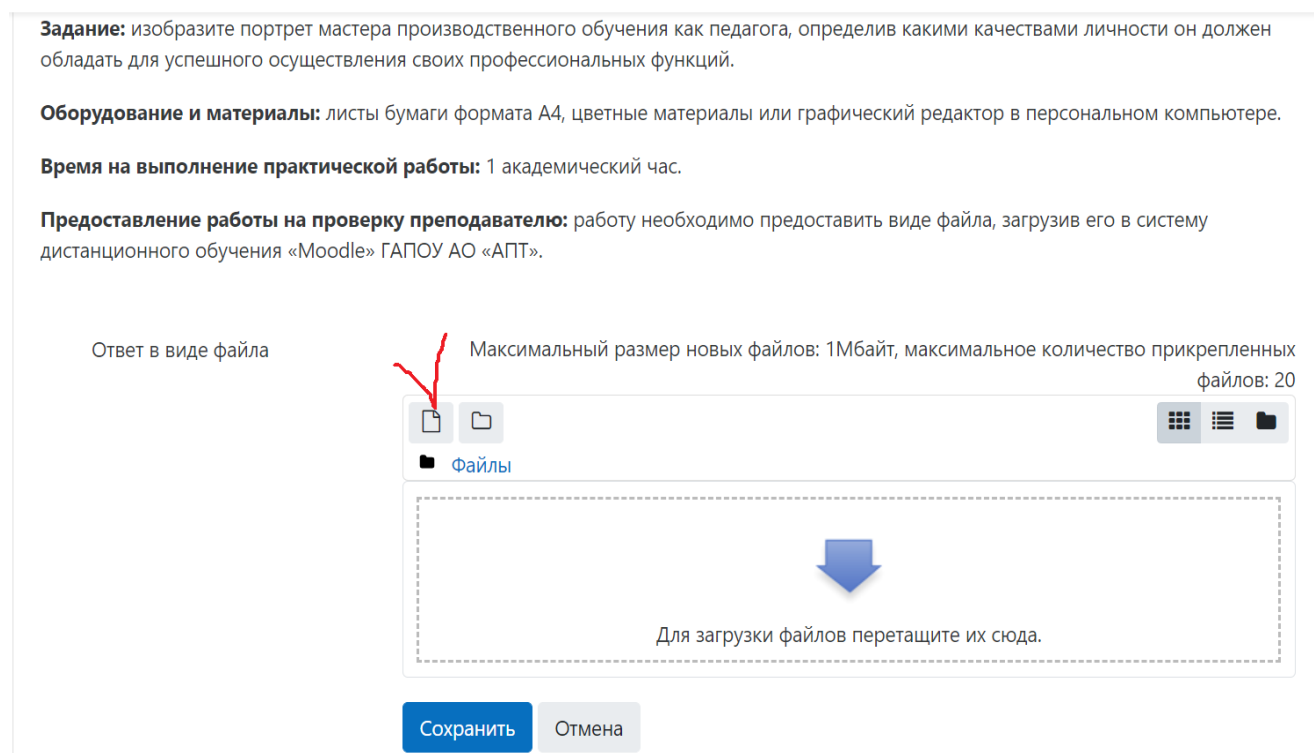 Задание: изобразите портрет мастера производственного обучения как педагога, определив какими качествами личности он должен
обладать для успешного осуществления своих профессиональных функций.
Оборудование и материалы: листы бумаги формата А4, цветные материалы или графический редактор в персональном компьютере.
Время на выполнение практической работы: 1 академический час.
Предоставление работы на проверку преподавателю: работу необходимо предоставить виде файла, загрузив его в систему
дистанционного обучения «Moodle» ГАПОУ АО «АПТ».
Ответ в виде файла
Максимальный размер новых файлов: 1Мбайт, максимальное количество прикрепленных
файлов: 20
Файлы
Для загрузки файлов перетащите их сюда.
Сохранить Отмена